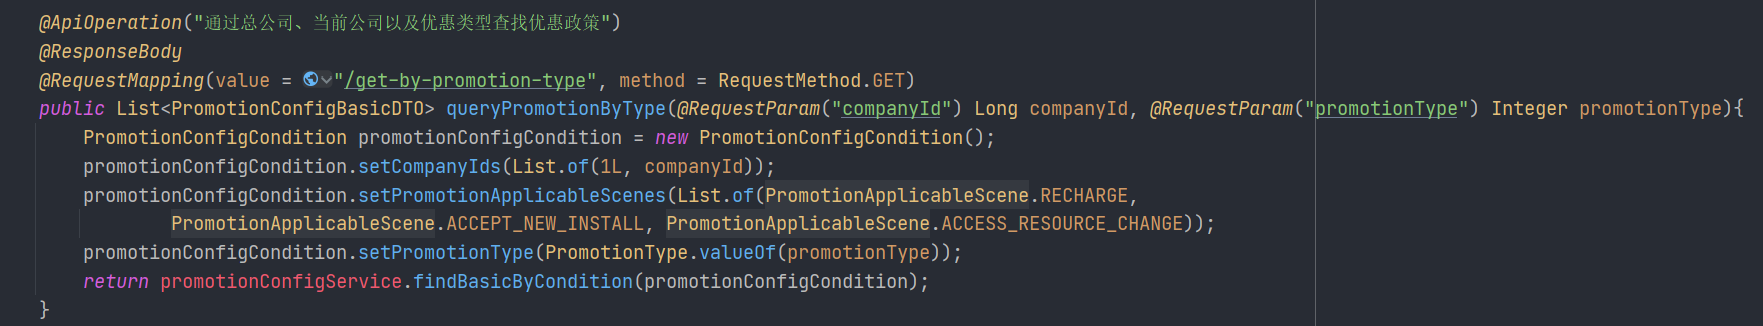 @ApiOperation("通过总公司、当前公司以及优惠类型查找优惠政策")
@ResponseBody
@RequestMapping(value = "/get-by-promotion-type", method = RequestMethod.GET)
public List<PromotionConfigBasicDTO> queryPromotionByType(@RequestParam("companyId") Long companyId, @RequestParam("promotionType") Integer promotionType){
    PromotionConfigCondition promotionConfigCondition = new PromotionConfigCondition();
    promotionConfigCondition.setCompanyIds(List.of(1L, companyId));
    promotionConfigCondition.setPromotionApplicableScenes(List.of(PromotionApplicableScene.RECHARGE,
            PromotionApplicableScene.ACCEPT_NEW_INSTALL, PromotionApplicableScene.ACCESS_RESOURCE_CHANGE));
    promotionConfigCondition.setPromotionType(PromotionType.valueOf(promotionType));
    return promotionConfigService.findBasicByCondition(promotionConfigCondition);
}